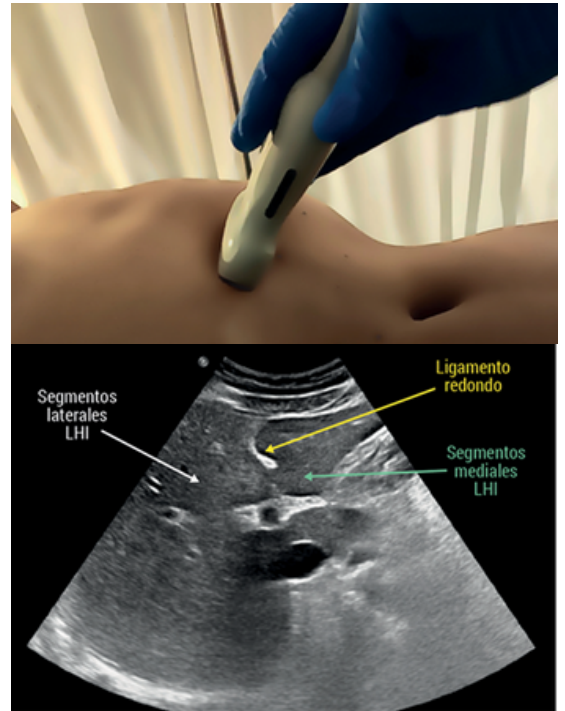 Ligamento
redondo
Segmentos
laterales
LHI
Segmentos
mediales
LHI